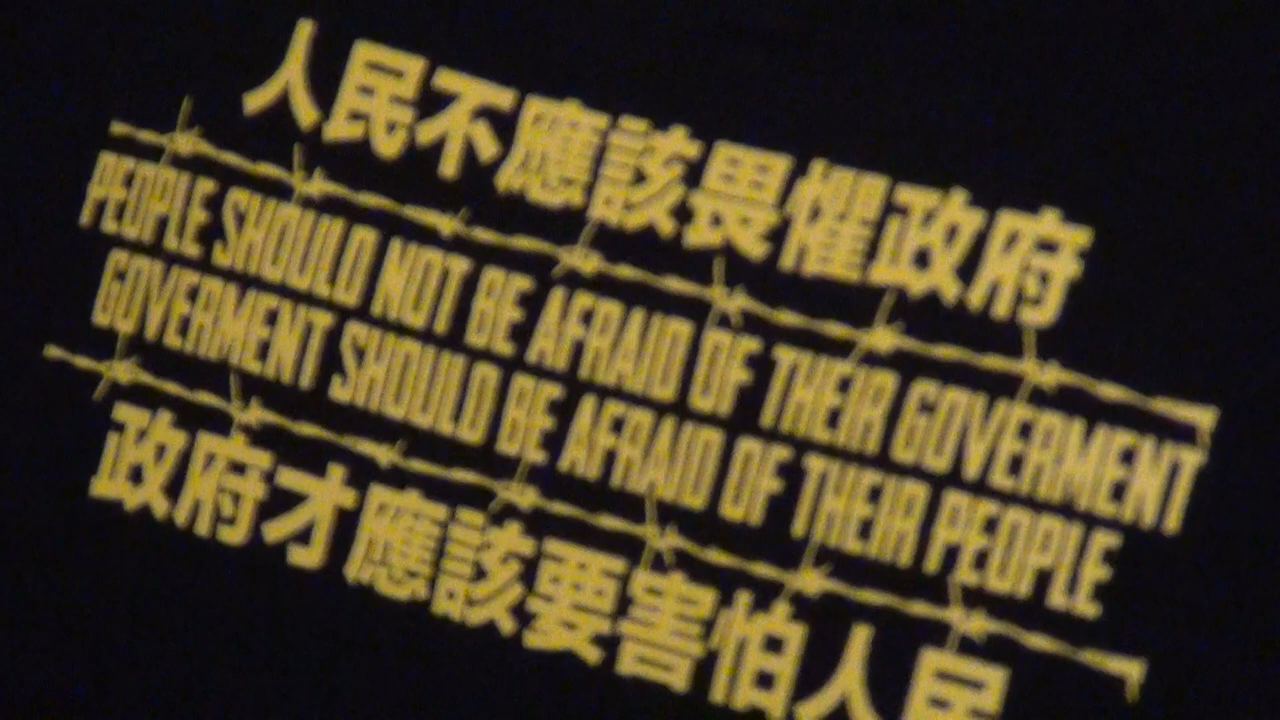 人民不應該畏懼政府
PEOPLE SHOULD NOT BE AFRAID OF THEIR GOVERMENT
GOVERMENT SHOULD BE AFRAID OF THEIR PEOPLE
政府才應該要害怕人民